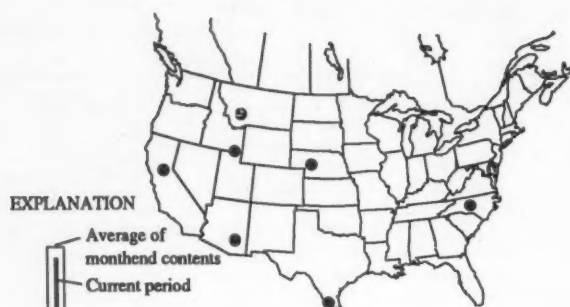 EXPLANATION
Average of
monthend contents
Current period